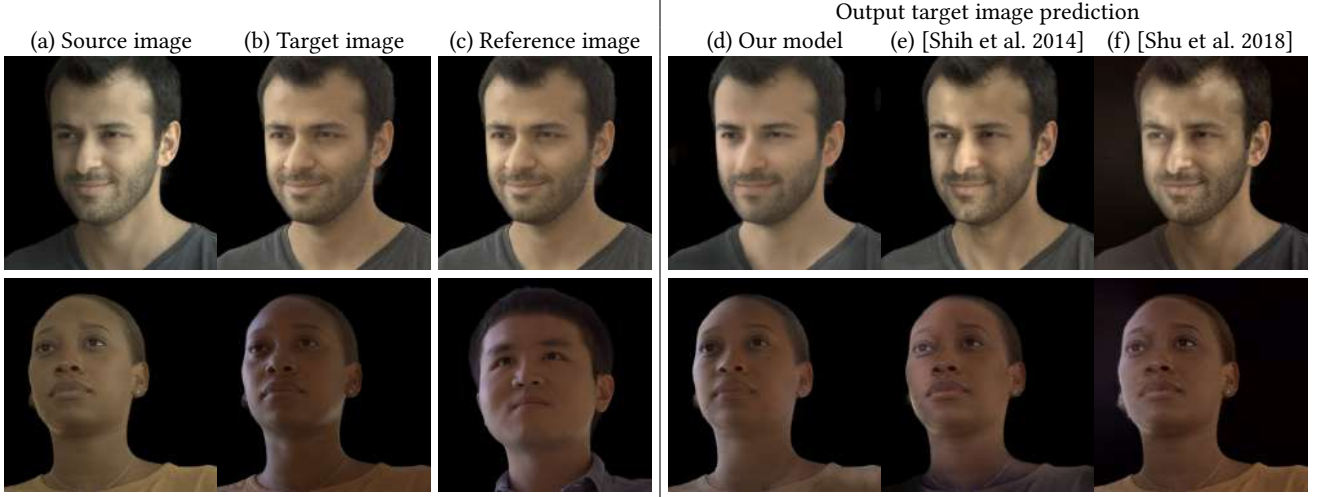 Output target image prediction
(a) Source image (b) Target image (c) Reference image (d) Our model (e) [Shih et al. 2014] (f) [Shu et al. 2018]